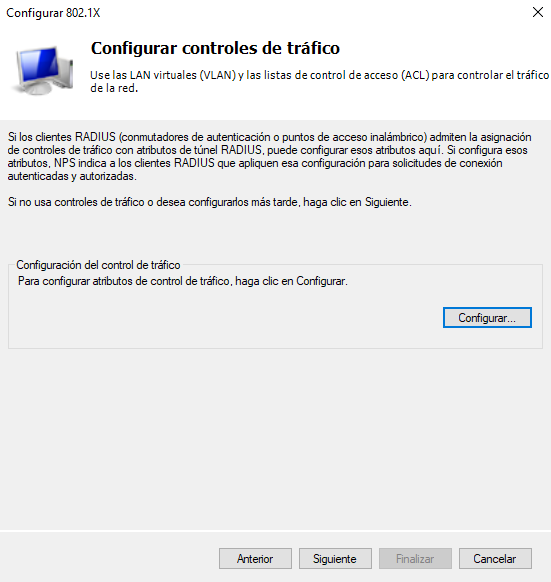 Configurar 802.1X
Configurar controles de tráfico
Use las LAN virtuales (VLAN) y las listas de control de acceso (ACL) para controlar el tráfico
de la red.
Si los clientes RADIUS (conmutadores de autenticación o puntos de acceso inalámbrico) admiten la asignación
de controles de tráfico con atributos de túnel RADIUS, puede configurar esos atributos aquí. Si configura esos
atributos, NPS indica a los clientes RADIUS que apliquen esa configuración para solicitudes de conexión
autenticadas y autorizadas.
Si no usa controles de tráfico o desea configurarlos más tarde, haga clic en Siguiente.
Configuración del control de tráfico
Para configurar atributos de control de tráfico, haga clic en Configurar.
Configurar...
Anterior
Siguiente
Finalizar
Cancelar